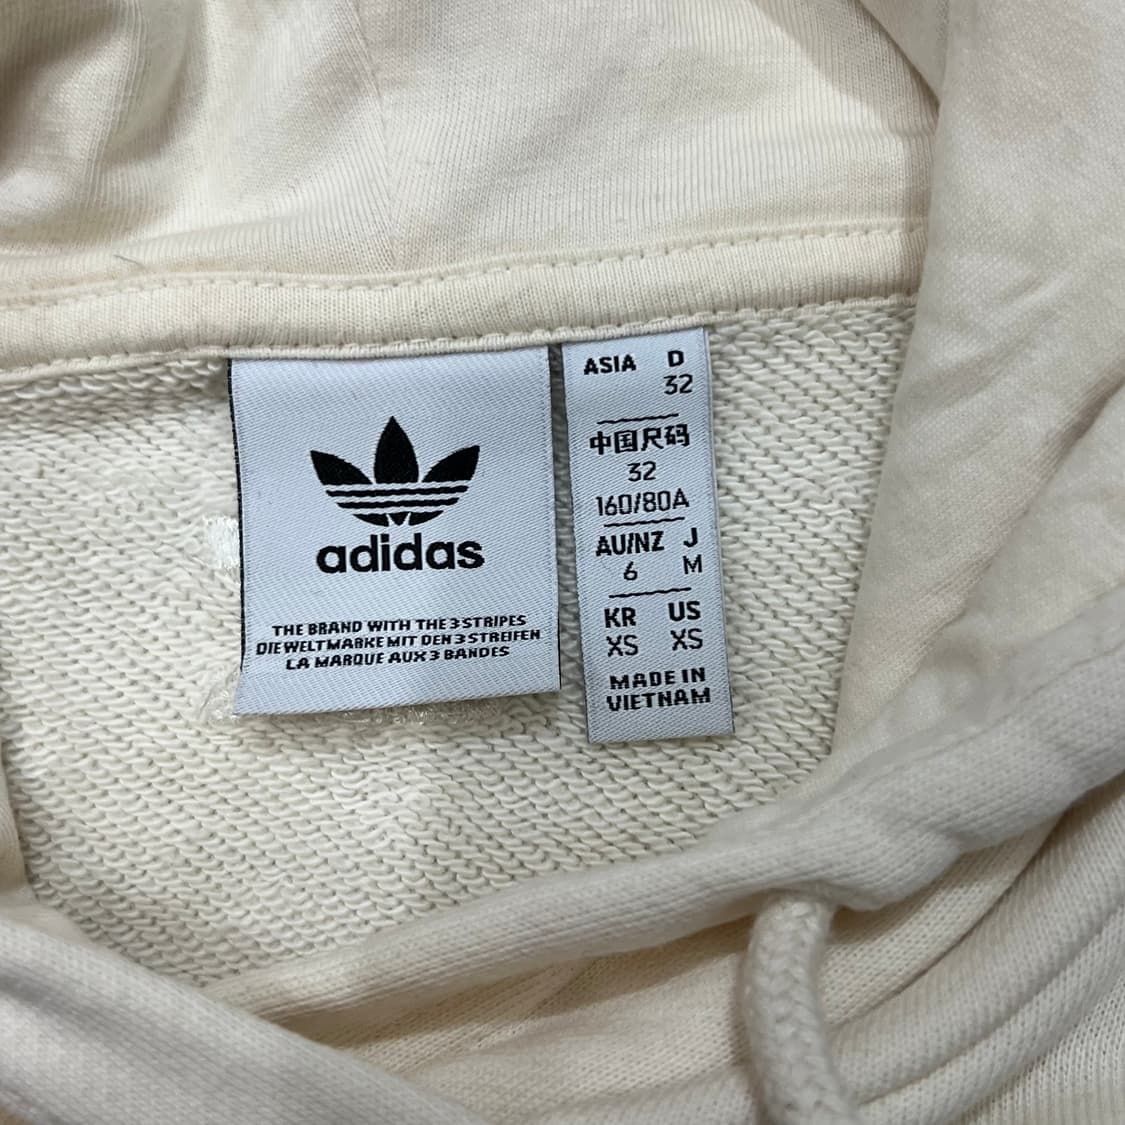 adidas
THE BRAND WITH THE 3 STRIPES
DIE WELTMARKE MIT DEN 3 STREIFEN
LA MARQUE AUX 3 BANDES
ASIA D
32
中国尺码
32
160/80A
AU/NZ J
6 M
KR US
XS XS
MADE IN
VIETNAM